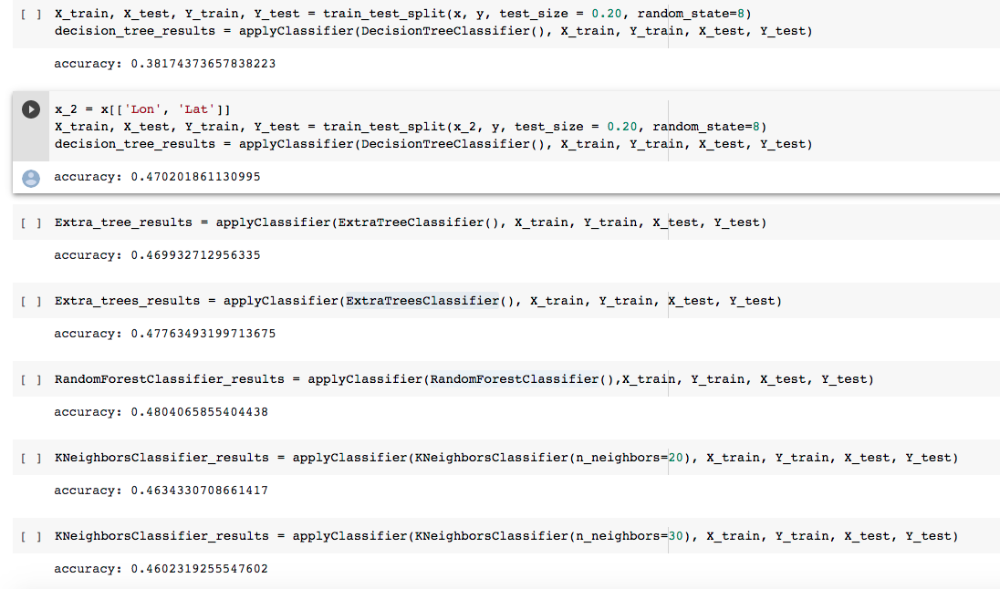 [ ] X_train, X_test, Y_train, Y_test = train_test_split(x, y, test_size = 0.20, random_state=8)
decision_tree_results = applyClassifier(DecisionTreeClassifier(), X_train, Y_train, X_test, Y_test)
accuracy: 0.38174373657838223
x_2 = x[['Lon', 'Lat']]
X_train, X_test, Y_train, Y_test = train_test_split(x_2, y, test_size = 0.20, random_state=8)
decision_tree_results = applyClassifier(DecisionTreeClassifier(), X_train, Y_train, X_test, Y_test)
accuracy: 0.470201861130995
[ ] Extra_tree_results = applyClassifier(ExtraTreeClassifier(), X_train, Y_train, X_test, Y_test)
accuracy: 0.469932712956335
[ ] Extra_trees_results = applyClassifier(ExtraTreesClassifier(), X_train, Y_train, X_test, Y_test)
accuracy: 0.47763493199713675
[ ] RandomForestClassifier_results = applyClassifier(RandomForestClassifier(),X_train, Y_train, X_test, Y_test)
accuracy: 0.4804065855404438
[ ] KNeighborsClassifier_results = applyClassifier(KNeighborsClassifier(n_neighbors=20), X_train, Y_train, X_test, Y_test)
accuracy: 0.4634330708661417
[ ] KNeighborsClassifier_results = applyClassifier(KNeighborsClassifier(n_neighbors=30), X_train, Y_train, X_test, Y_test)
accuracy: 0.4602319255547602